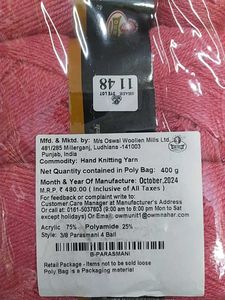 SHADE DYE LOT
11 48
Mfd. & Mktd. by: M/s Oswal Woollen Mills Ltd.
481/285 Millerganj, Ludhiana -141003
Punjab, India
Commodity: Hand Knitting Yarn
Net Quantity contained in Poly Bag: 400 g
Month & Year Of Manufacture: October,2024
M.R.P. ₹ 480.00 ( Inclusive of All Taxes )
For feedback or complaint write to:
Customer Care Manager at Manufacturer's Address
or Call at 0161-5037803 (9:00 am to 6:00 pm Mon to Sat
except holidays) Or EMail: owmunit1@owmnahar.com
Acrylic 75% Polyamide 25%
Style: 3/8 Parasmani 4 Ball
B-PARASMANI
Retail Package - Items not to be sold loose
Poly Bag is a Packaging material